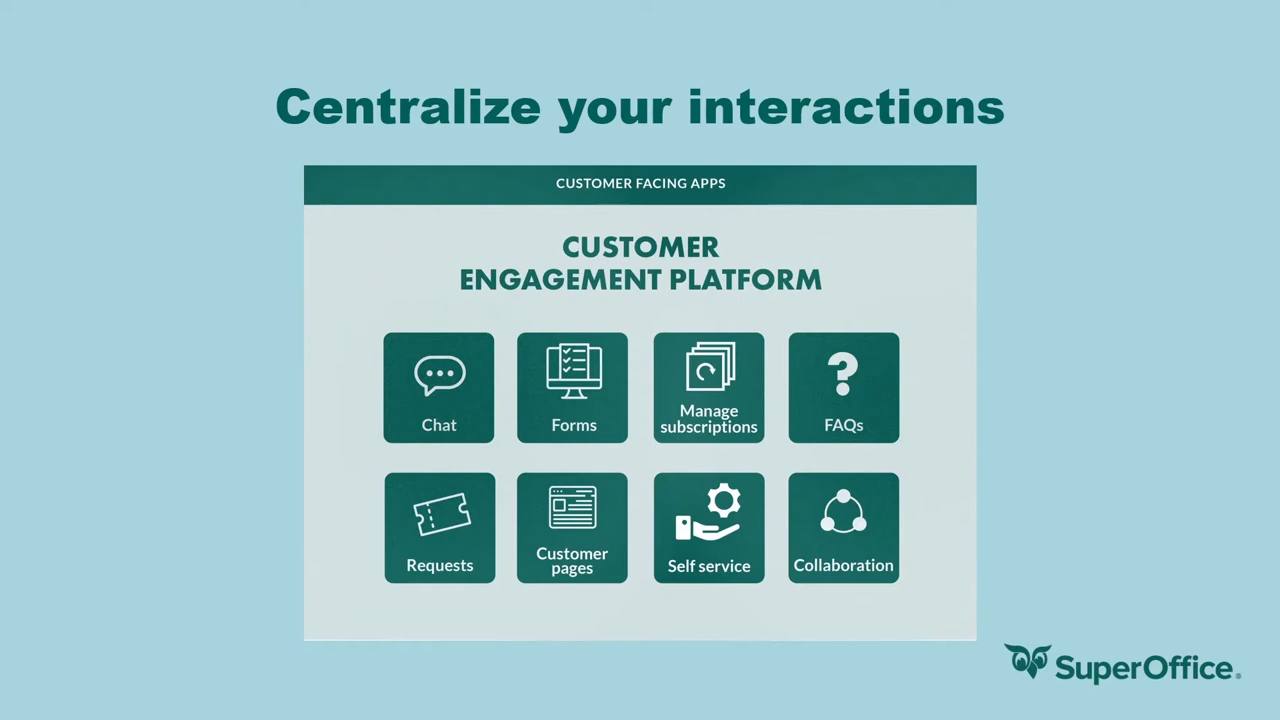 Centralize your interactions
CUSTOMER FACING APPS
CUSTOMER
ENGAGEMENT PLATFORM
Chat
Forms
Manage
subscriptions
FAQs
Requests
Customer
pages
Self service
Collaboration
SuperOffice